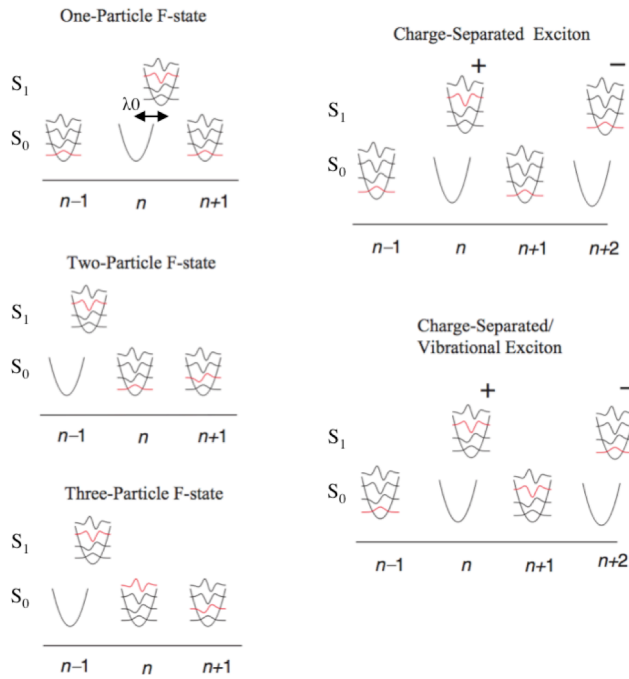 One-Particle F-state
S1
λ0
S0
n−1 n n+1
Two-Particle F-state
S1
S0
n−1 n n+1
Three-Particle F-state
S1
S0
n−1 n n+1
Charge-Separated Exciton
+ −
S1
S0
n−1 n n+1 n+2
Charge-Separated/
Vibrational Exciton
+ −
S1
S0
n−1 n n+1 n+2